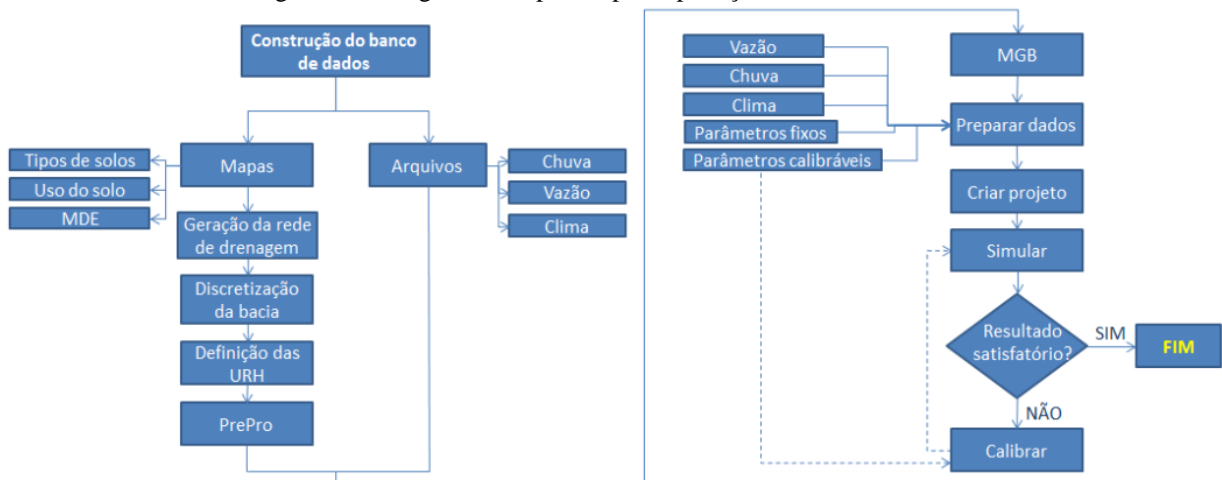 Construção do banco
de dados
Mapas
Arquivos
Tipos de solos
Uso do solo
MDE
Chuva
Vazão
Clima
Geração da rede
de drenagem
Discretização
da bacia
Definição das
URH
PrePro
MGB
Vazão
Chuva
Clima
Parâmetros fixos
Parâmetros calibráveis
Preparar dados
Criar projeto
Simular
Resultado
satisfatório?
SIM
FIM
NÃO
Calibrar